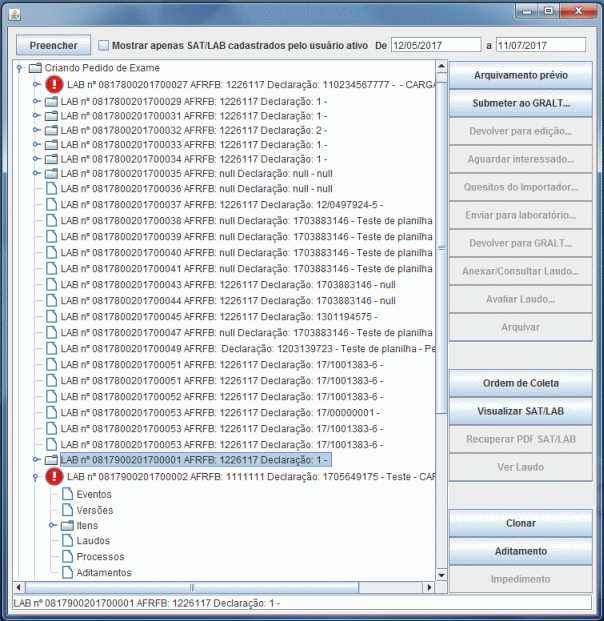 Preencher Mostrar apenas SAT/LAB cadastrados pelo usuário ativo De 12/05/2017 a 11/07/2017
Criando Pedido de Exame
LAB nº 0817800201700027 AFRFB: 1226117 Declaração: 110234567777 - - CARGA
LAB nº 0817800201700029 AFRFB: 1226117 Declaração: 1 -
LAB nº 0817800201700031 AFRFB: 1226117 Declaração: 1 -
LAB nº 0817800201700032 AFRFB: 1226117 Declaração: 2 -
LAB nº 0817800201700033 AFRFB: 1226117 Declaração: 1 -
LAB nº 0817800201700034 AFRFB: 1226117 Declaração: 1 -
LAB nº 0817800201700035 AFRFB: null Declaração: null - null
LAB nº 0817800201700036 AFRFB: null Declaração: null - null
LAB nº 0817800201700037 AFRFB: 1226117 Declaração: 12/0497924-5 -
LAB nº 0817800201700038 AFRFB: null Declaração: 1703883146 - Teste de planilha
LAB nº 0817800201700039 AFRFB: null Declaração: 1703883146 - Teste de planilha
LAB nº 0817800201700040 AFRFB: null Declaração: 1703883146 - Teste de planilha
LAB nº 0817800201700041 AFRFB: null Declaração: 1703883146 - Teste de planilha
LAB nº 0817800201700043 AFRFB: 1226117 Declaração: 1703883146 - null
LAB nº 0817800201700044 AFRFB: 1226117 Declaração: 1703883146 - null
LAB nº 0817800201700045 AFRFB: 1226117 Declaração: 1301194575 -
LAB nº 0817800201700047 AFRFB: null Declaração: 1703883146 - Teste de planilha
LAB nº 0817800201700049 AFRFB: Declaração: 1203139723 - Teste de planilha - Pe
LAB nº 0817800201700051 AFRFB: 1226117 Declaração: 17/1001383-6 -
LAB nº 0817800201700051 AFRFB: 1226117 Declaração: 17/1001383-6 -
LAB nº 0817800201700052 AFRFB: 1226117 Declaração: 17/1001383-6 -
LAB nº 0817800201700053 AFRFB: 1226117 Declaração: 17/00000001 -
LAB nº 0817800201700053 AFRFB: 1226117 Declaração: 17/1001383-6 -
LAB nº 0817800201700053 AFRFB: 1226117 Declaração: 17/1001383-6 -
LAB nº 0817900201700001 AFRFB: 1226117 Declaração: 1 -
LAB nº 0817900201700002 AFRFB: 1111111 Declaração: 1705649175 - Teste - CAR
Eventos
Versões
Itens
Laudos
Processos
Aditamentos
Arquivamento prévio
Submeter ao GRALT...
Devolver para edição...
Aguardar interessado...
Quesitos do Importador...
Enviar para laboratório...
Devolver para GRALT...
Anexar/Consultar Laudo...
Avaliar Laudo...
Arquivar
Ordem de Coleta
Visualizar SAT/LAB
Recuperar PDF SAT/LAB
Ver Laudo
Clonar
Aditamento
Impedimento
LAB nº 0817900201700001 AFRFB: 1226117 Declaração: 1 -